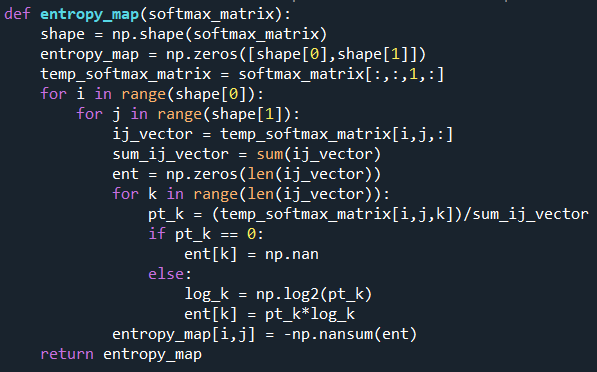 def entropy_map(softmax_matrix):
    shape = np.shape(softmax_matrix)
    entropy_map = np.zeros([shape[0],shape[1]])
    temp_softmax_matrix = softmax_matrix[:,:,1,:]
    for i in range(shape[0]):
        for j in range(shape[1]):
            ij_vector = temp_softmax_matrix[i,j,:]
            sum_ij_vector = sum(ij_vector)
            ent = np.zeros(len(ij_vector))
            for k in range(len(ij_vector)):
                pt_k = (temp_softmax_matrix[i,j,k])/sum_ij_vector
                if pt_k == 0:
                    ent[k] = np.nan
                else:
                    log_k = np.log2(pt_k)
                    ent[k] = pt_k*log_k
            entropy_map[i,j] = -np.nansum(ent)
    return entropy_map